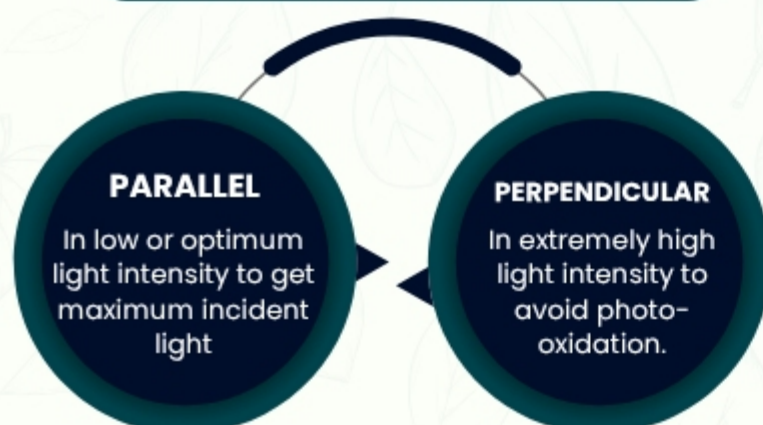 PARALLEL
In low or optimum
light intensity to get
maximum incident
light
PERPENDICULAR
In extremely high
light intensity to
avoid photo-
oxidation.